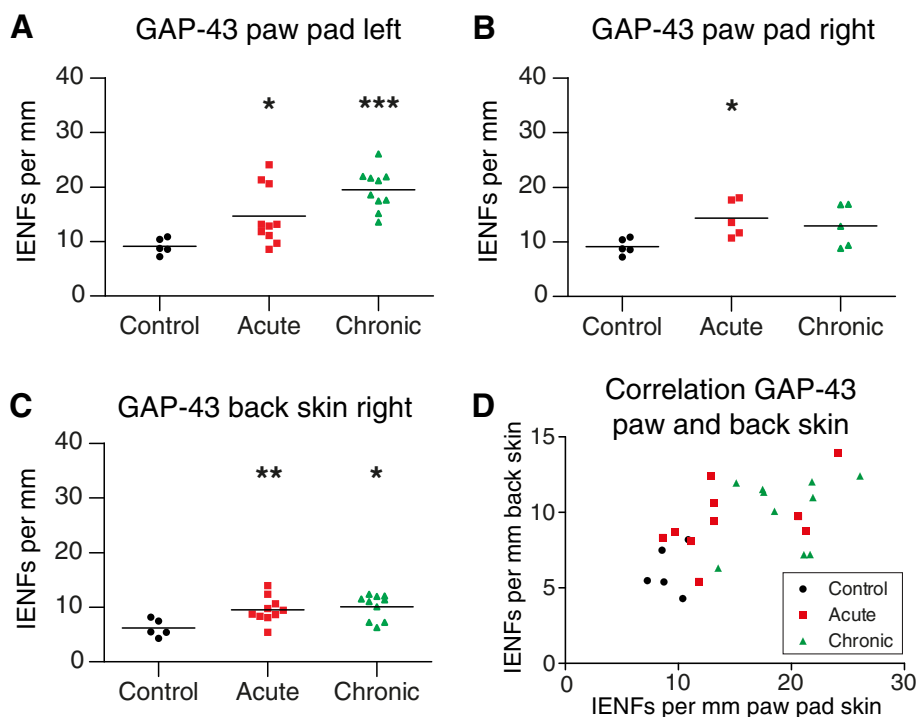 A
GAP-43 paw pad left
IENFs per mm
40
30
20
10
0
*
***
Control Acute Chronic
B
GAP-43 paw pad right
IENFs per mm
40
30
20
10
0
*
Control Acute Chronic
C
GAP-43 back skin right
IENFs per mm
40
30
20
10
0
**
*
Control Acute Chronic
D
Correlation GAP-43
paw and back skin
IENFs per mm back skin
15
10
5
0
Control
Acute
Chronic
0 10 20 30
IENFs per mm paw pad skin